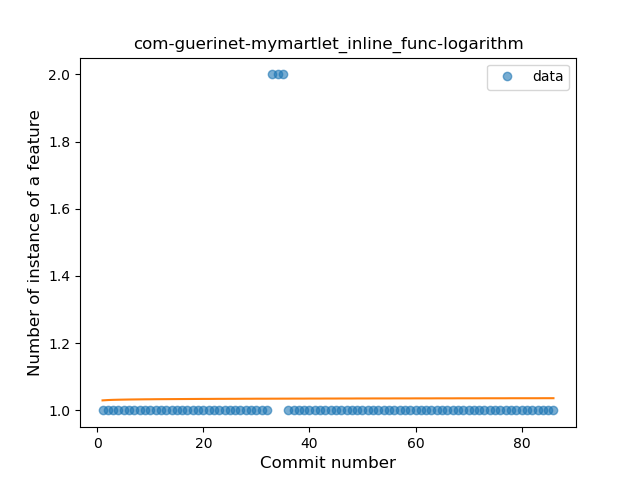 com-guerinet-mymartlet_inline_func-logarithm
data
Number of instance of a feature
2.0
1.8
1.6
1.4
1.2
1.0
0
20
40
60
80
Commit number